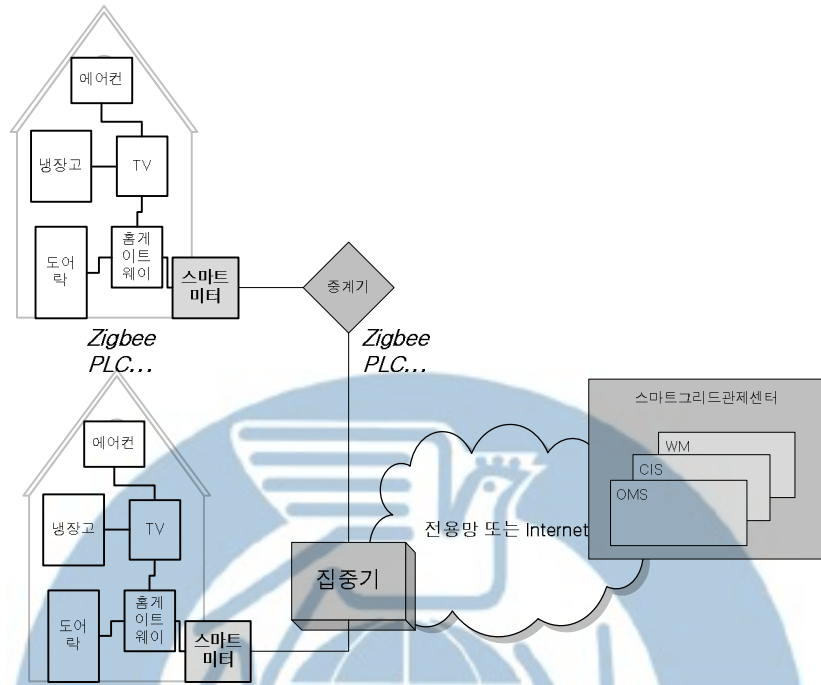 에어컨
냉장고
TV
홈게
이트
웨이
도어
락
스마트
미터
중계기
Zigbee
PLC...
Zigbee
PLC...
스마트그리드관제센터
WM
CIS
OMS
에어컨
냉장고
TV
전용망 또는 Internet
집중기
홈게
이트
웨이
도어
락
스마트
미터